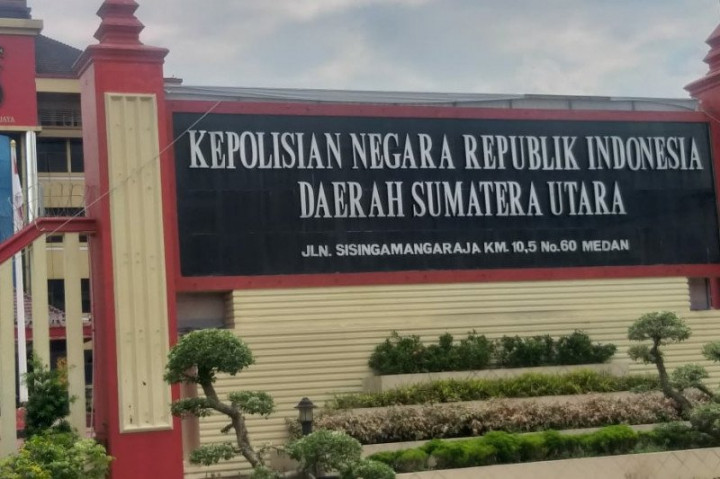 KEPOLISIAN NEGARA REPUBLIK INDONESIA
DAERAH SUMATERA UTARA
JLN. SISINGAMANGARAJA KM. 10,5 No. 60 MEDAN